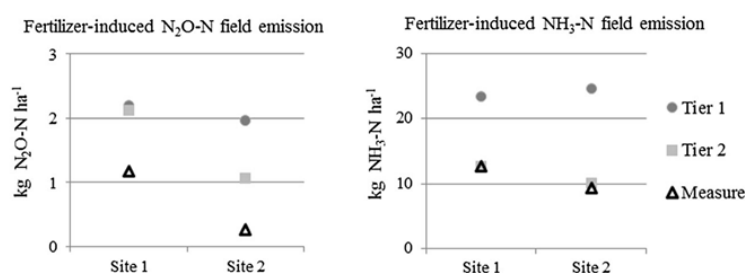 Fertilizer-induced N₂O-N field emission
3
2
1
0
kg N₂O-N ha⁻¹
Site 1 Site 2
Fertilizer-induced NH₃-N field emission
30
20
10
0
kg NH₃-N ha⁻¹
Site 1 Site 2
Tier 1
Tier 2
Measure